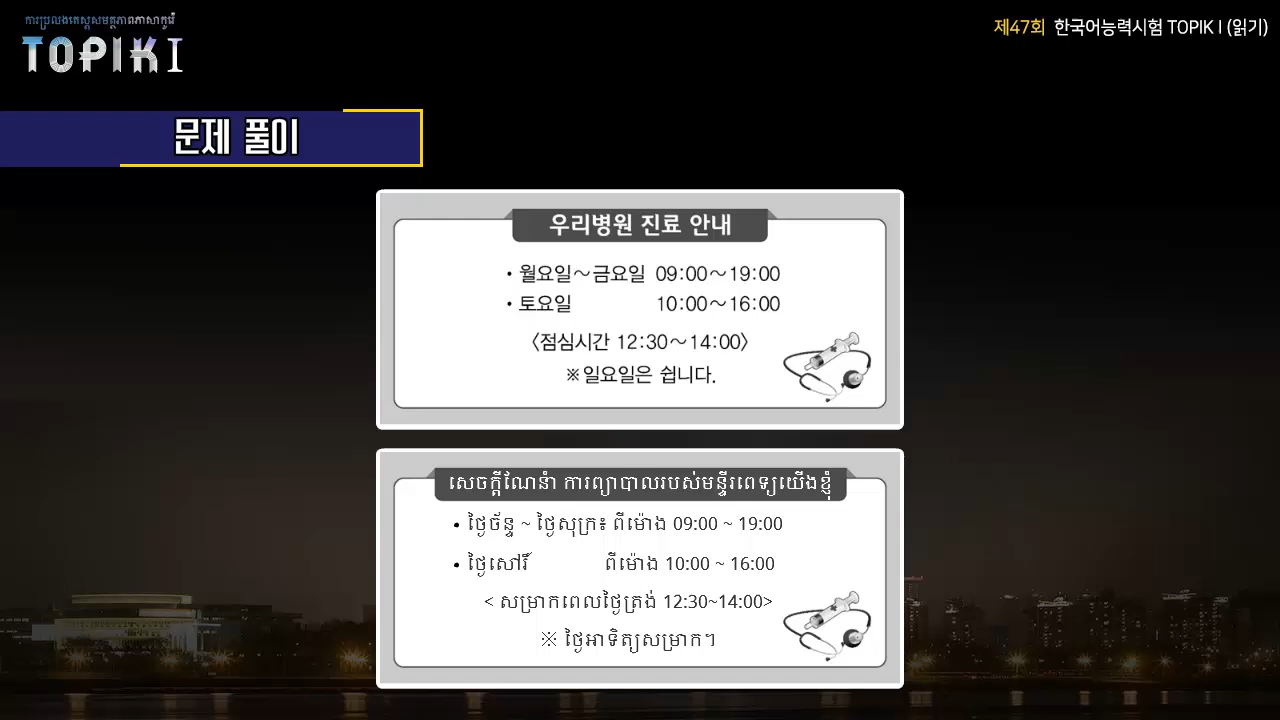 ការប្រលងតេស្តសមត្ថភាពភាសាកូរ៉េ
TOPIK I
제47회 한국어능력시험 TOPIK I (읽기)
문제 풀이
우리병원 진료 안내
• 월요일~금요일 09:00~19:00
• 토요일 10:00~16:00
〈점심시간 12:30~14:00〉
※일요일은 쉽니다.
សេចក្តីណែនំា ការព្យាបាលរបស់មន្ទីរពេទ្យយើងខ្ញុំ
• ថ្ងៃច័ន្ទ ~ ថ្ងៃសុក្រ៖ ពីម៉ោង 09:00 ~ 19:00
• ថ្ងៃសៅរិ៍ ពីម៉ោង 10:00 ~ 16:00
< សម្រាកពេលថ្ងៃត្រង់ 12:30~14:00>
※ ថ្ងៃអាទិត្យសម្រាក។